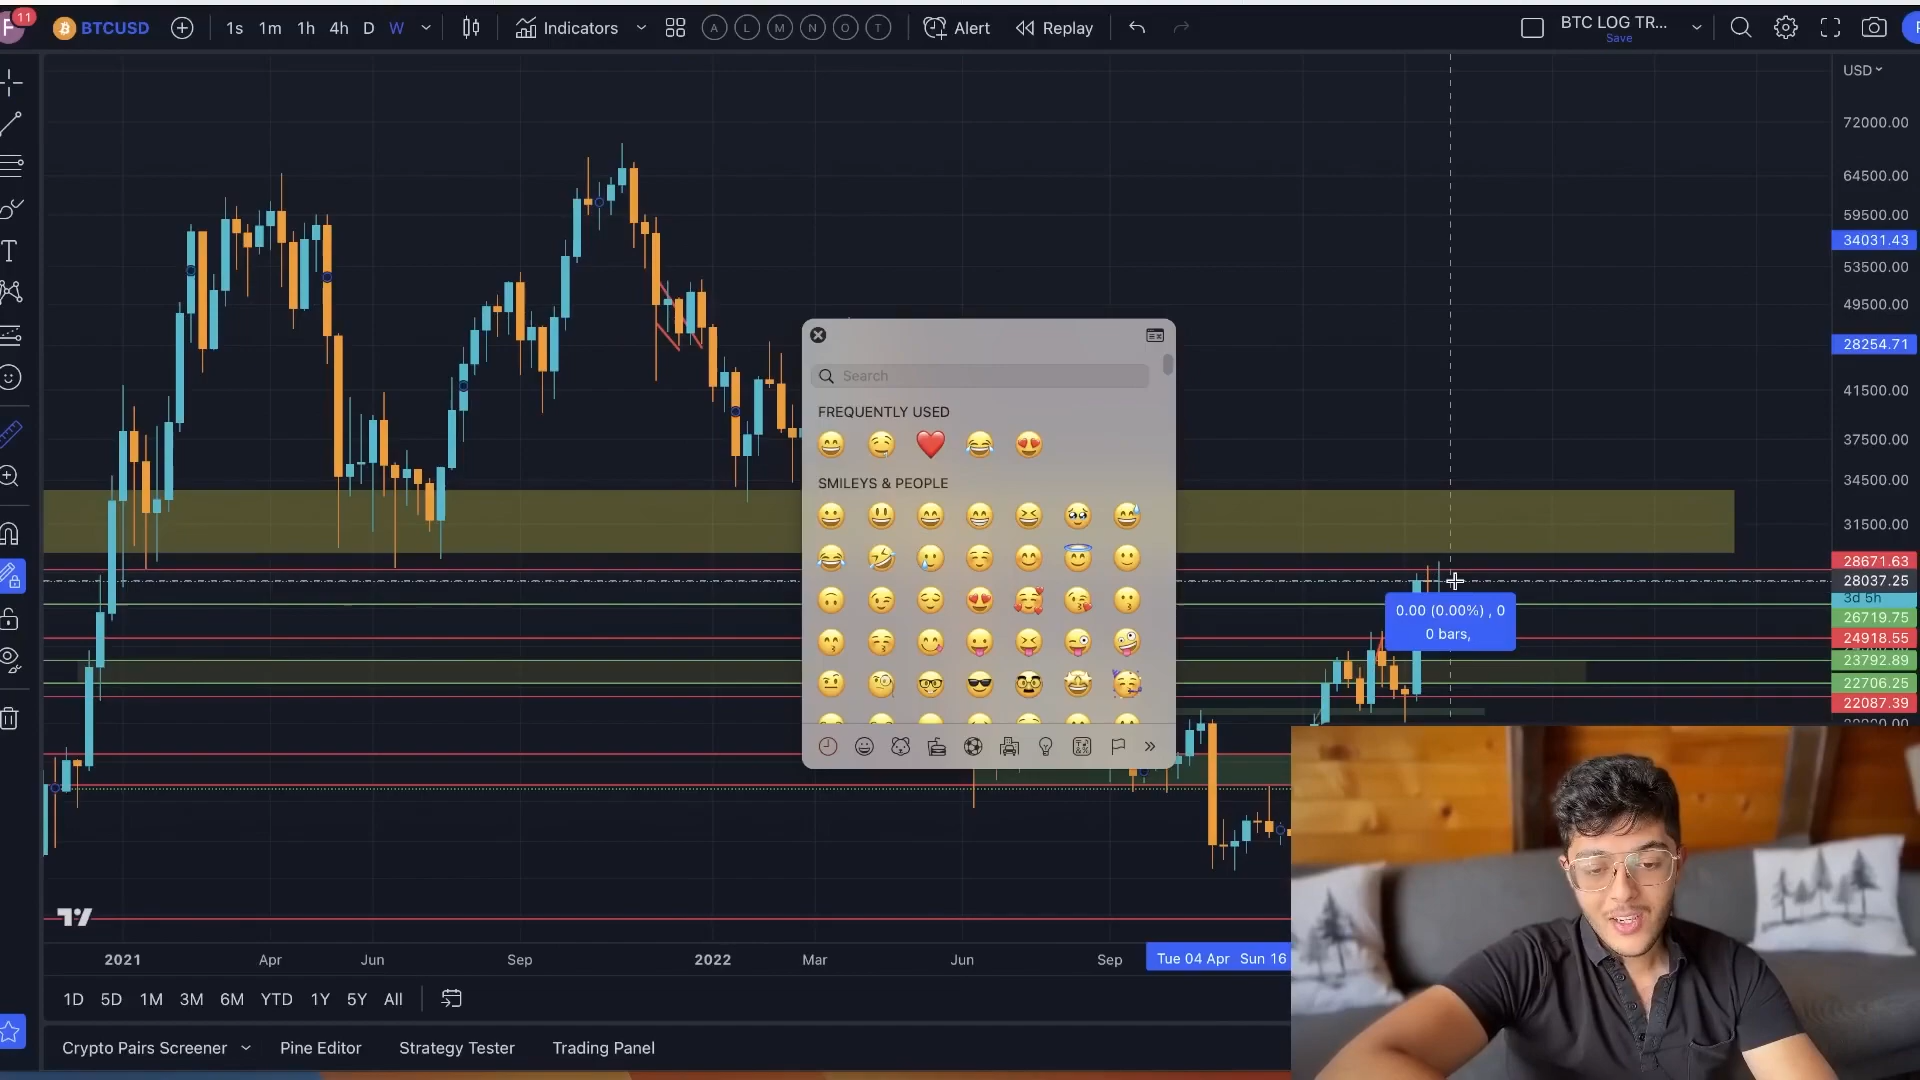 11
BTCUSD
1s 1m 1h 4h D W
Indicators
A L M N O T
Alert
Replay
BTC LOG TR...
Save
USD
72000.00
64500.00
59500.00
34031.43
53500.00
49500.00
28254.71
41500.00
37500.00
34500.00
31500.00
28671.63
28037.25
3d 5h
26719.75
24918.55
23792.89
22706.25
22087.39
Search
FREQUENTLY USED
SMILEYS & PEOPLE
0.00 (0.00%) , 0
0 bars,
2021 Apr Jun Sep 2022 Mar Jun Sep Tue 04 Apr Sun 16
1D 5D 1M 3M 6M YTD 1Y 5Y All
Crypto Pairs Screener Pine Editor Strategy Tester Trading Panel